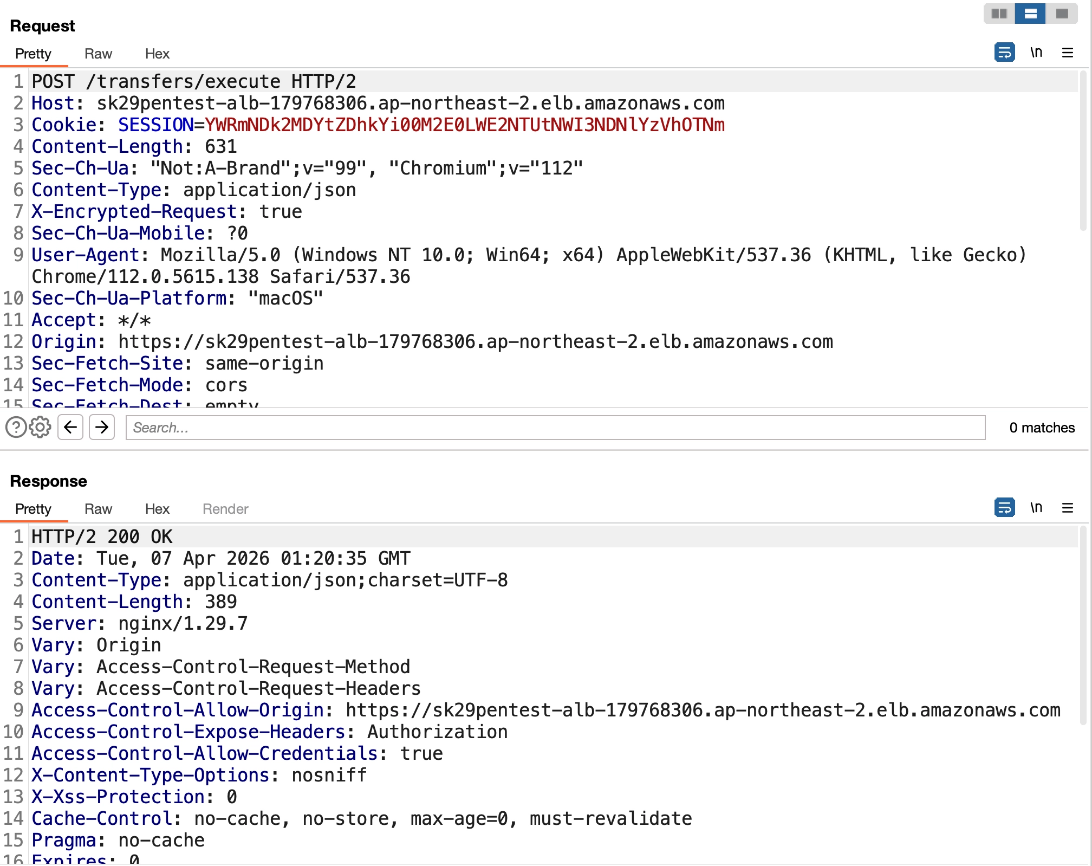 Request
Pretty Raw Hex
\n
1 POST /transfers/execute HTTP/2
2 Host: sk29pentest-alb-179768306.ap-northeast-2.elb.amazonaws.com
3 Cookie: SESSION=YWRmNDk2MDYtZDhkYi00M2E0LWE2NTUtNWI3NDNlYzVhOTNm
4 Content-Length: 631
5 Sec-Ch-Ua: "Not:A-Brand";v="99", "Chromium";v="112"
6 Content-Type: application/json
7 X-Encrypted-Request: true
8 Sec-Ch-Ua-Mobile: ?0
9 User-Agent: Mozilla/5.0 (Windows NT 10.0; Win64; x64) AppleWebKit/537.36 (KHTML, like Gecko)
Chrome/112.0.5615.138 Safari/537.36
10 Sec-Ch-Ua-Platform: "macOS"
11 Accept: */*
12 Origin: https://sk29pentest-alb-179768306.ap-northeast-2.elb.amazonaws.com
13 Sec-Fetch-Site: same-origin
14 Sec-Fetch-Mode: cors
15 Sec-Fetch-Dest: empty
Search...
0 matches
Response
Pretty Raw Hex Render
\n
1 HTTP/2 200 OK
2 Date: Tue, 07 Apr 2026 01:20:35 GMT
3 Content-Type: application/json;charset=UTF-8
4 Content-Length: 389
5 Server: nginx/1.29.7
6 Vary: Origin
7 Vary: Access-Control-Request-Method
8 Vary: Access-Control-Request-Headers
9 Access-Control-Allow-Origin: https://sk29pentest-alb-179768306.ap-northeast-2.elb.amazonaws.com
10 Access-Control-Expose-Headers: Authorization
11 Access-Control-Allow-Credentials: true
12 X-Content-Type-Options: nosniff
13 X-Xss-Protection: 0
14 Cache-Control: no-cache, no-store, max-age=0, must-revalidate
15 Pragma: no-cache
16 Expires: 0